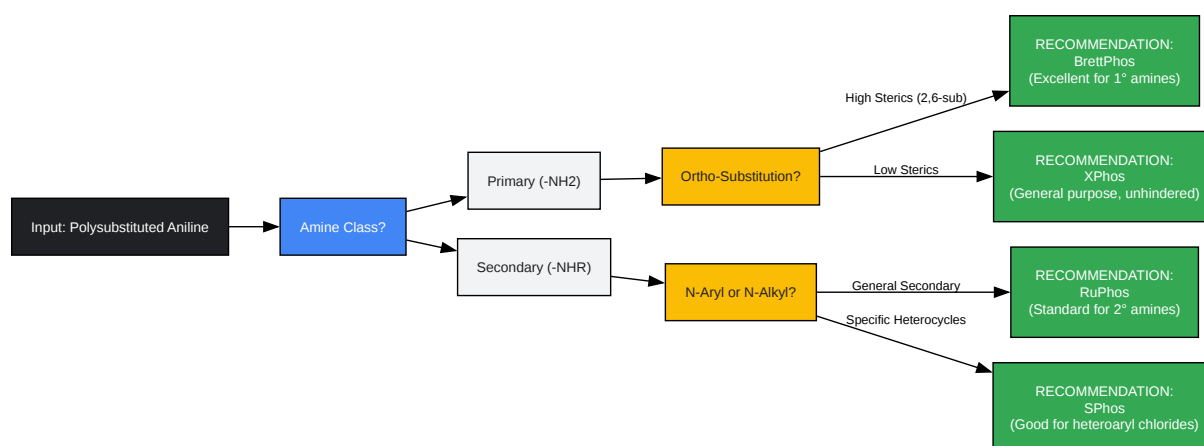 Input: Polysubstituted Aniline
Amine Class?
Primary (-NH2)
Secondary (-NHR)
Ortho-Substitution?
N-Aryl or N-Alkyl?
High Sterics (2,6-sub)
Low Sterics
General Secondary
Specific Heterocycles
RECOMMENDATION:
BrettPhos
(Excellent for 1° amines)
RECOMMENDATION:
XPhos
(General purpose, unhindered)
RECOMMENDATION:
RuPhos
(Standard for 2° amines)
RECOMMENDATION:
SPhos
(Good for heteroaryl chlorides)